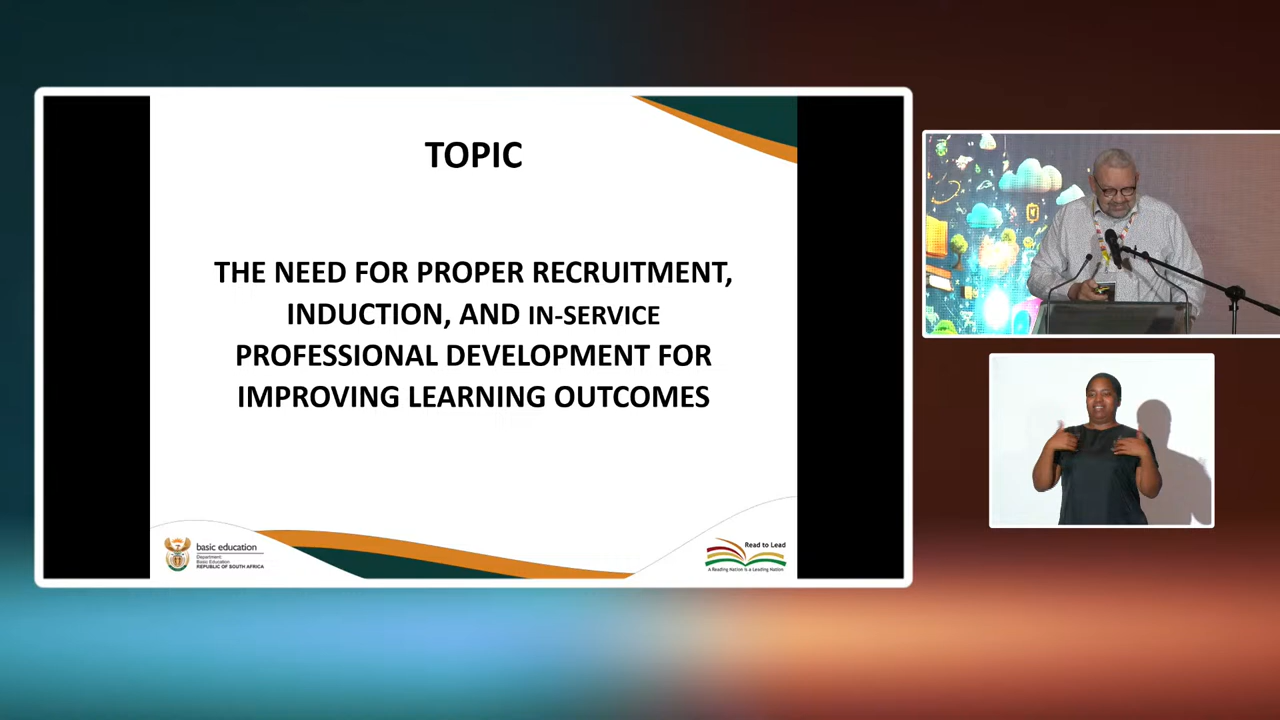 TOPIC
THE NEED FOR PROPER RECRUITMENT,
INDUCTION, AND IN-SERVICE
PROFESSIONAL DEVELOPMENT FOR
IMPROVING LEARNING OUTCOMES
basic education
Department:
Basic Education
REPUBLIC OF SOUTH AFRICA
Read to Lead
A Reading Nation is a Leading Nation